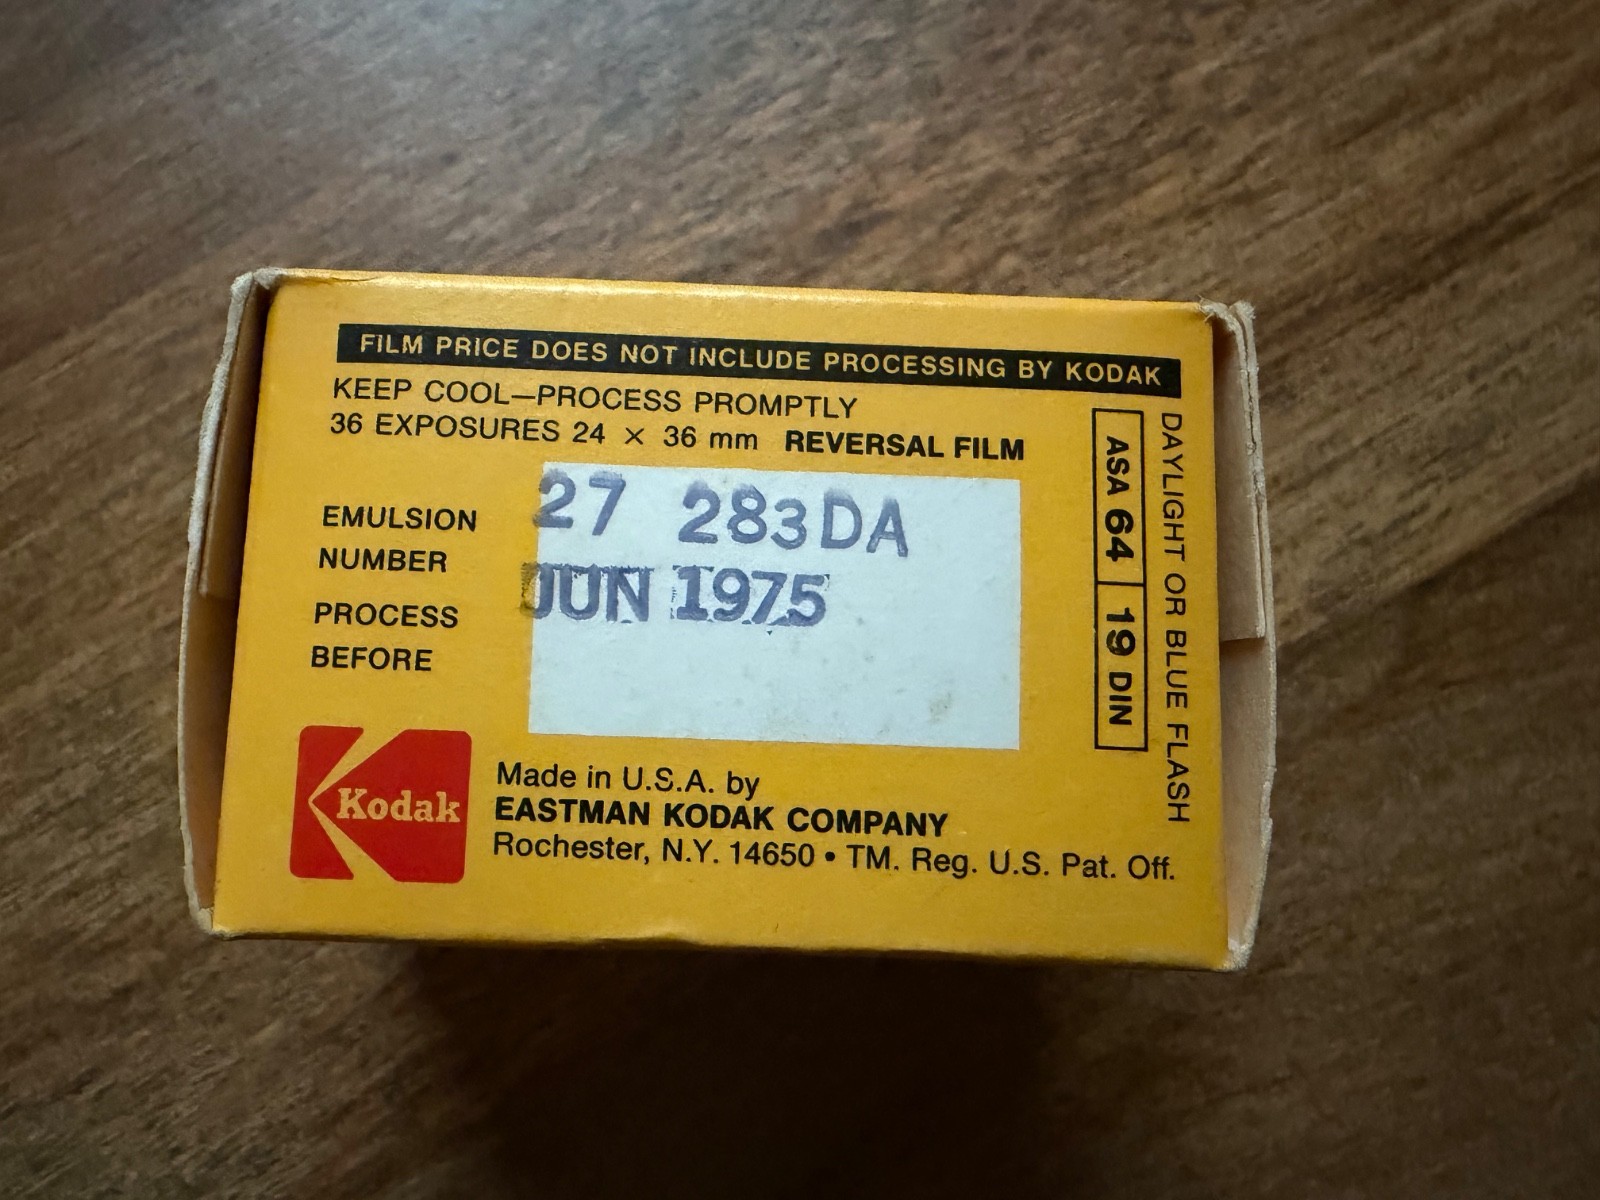 FILM PRICE DOES NOT INCLUDE PROCESSING BY KODAK
KEEP COOL—PROCESS PROMPTLY
36 EXPOSURES 24 × 36 mm REVERSAL FILM
EMULSION
NUMBER
27 283DA
PROCESS
BEFORE
JUN 1975
ASA 64 19 DIN
DAYLIGHT OR BLUE FLASH
Kodak
Made in U.S.A. by
EASTMAN KODAK COMPANY
Rochester, N.Y. 14650 • TM. Reg. U.S. Pat. Off.